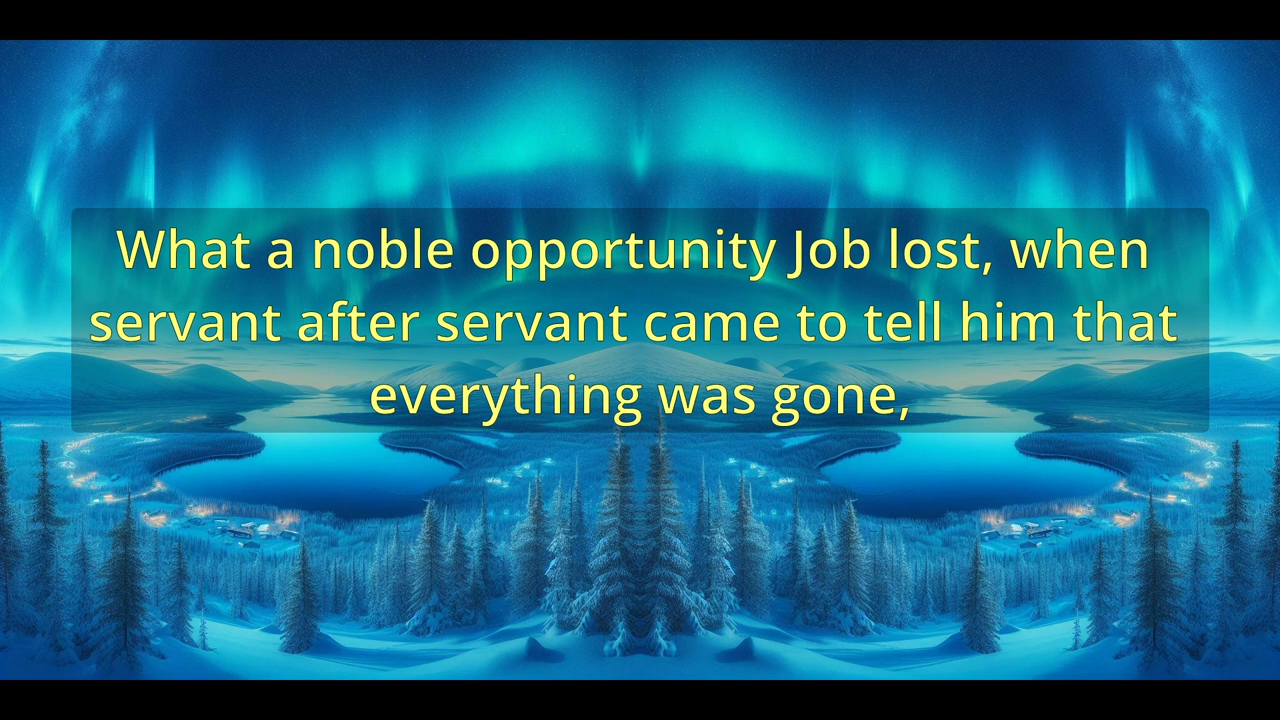 What a noble opportunity Job lost, when
servant after servant came to tell him that
everything was gone,